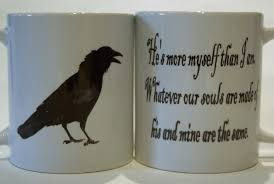 He's more myself than I am.
Whatever our souls are made of
his and mine are the same.